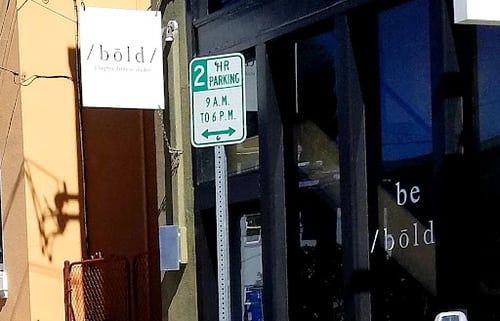 /bōld/
2 HR
PARKING
9 A.M.
TO 6 P.M.
be
/bōld